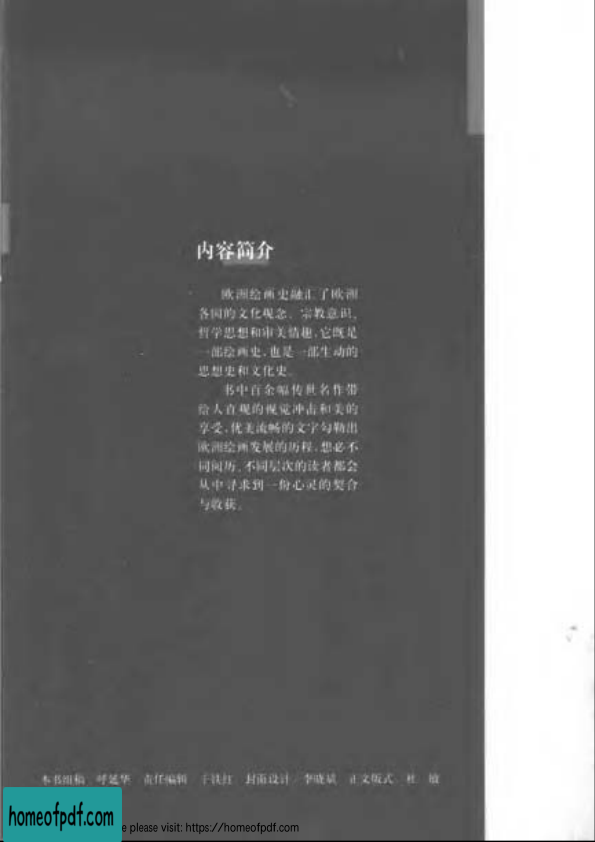 内容简介
欧洲绘画史融汇了欧洲
各国的文化观念、宗教意识、
哲学思想和审美情趣,它既是
一部绘画史,也是一部生动的
思想史和文化史。
书中百余幅传世名作带
给人直观的视觉冲击和美的
享受,优美流畅的文字勾勒出
欧洲绘画发展的历程,想必不
同阅历、不同层次的读者都会
从中寻求到一份心灵的契合
与收获。
本书组稿 呼延华 责任编辑 于铁红 封面设计 李晓斌 正文版式 杜 敏
homeofpdf.com
e please visit: https://homeofpdf.com